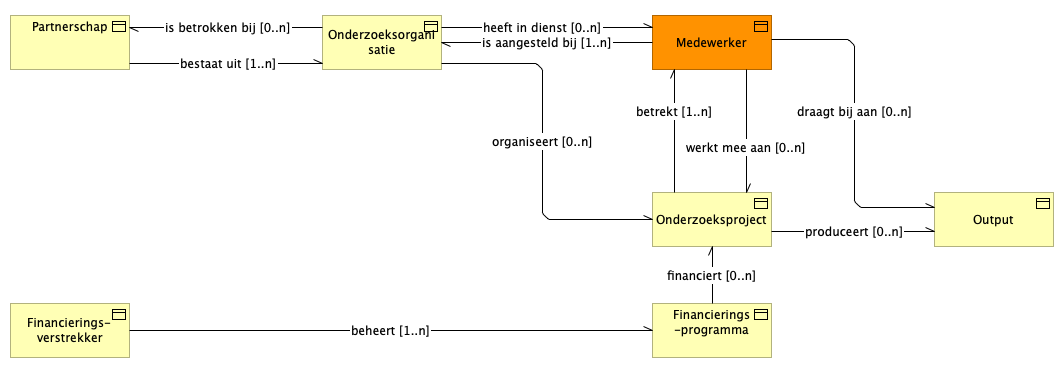 Partnerschap
is betrokken bij [0..n]
bestaat uit [1..n]
Onderzoeksorgani
satie
heeft in dienst [0..n]
is aangesteld bij [1..n]
Medewerker
betrekt [1..n]
draagt bij aan [0..n]
organiseert [0..n]
werkt mee aan [0..n]
Onderzoeksproject
Output
produceert [0..n]
financiert [0..n]
Financierings-
verstrekker
beheert [1..n]
Financierings
-programma